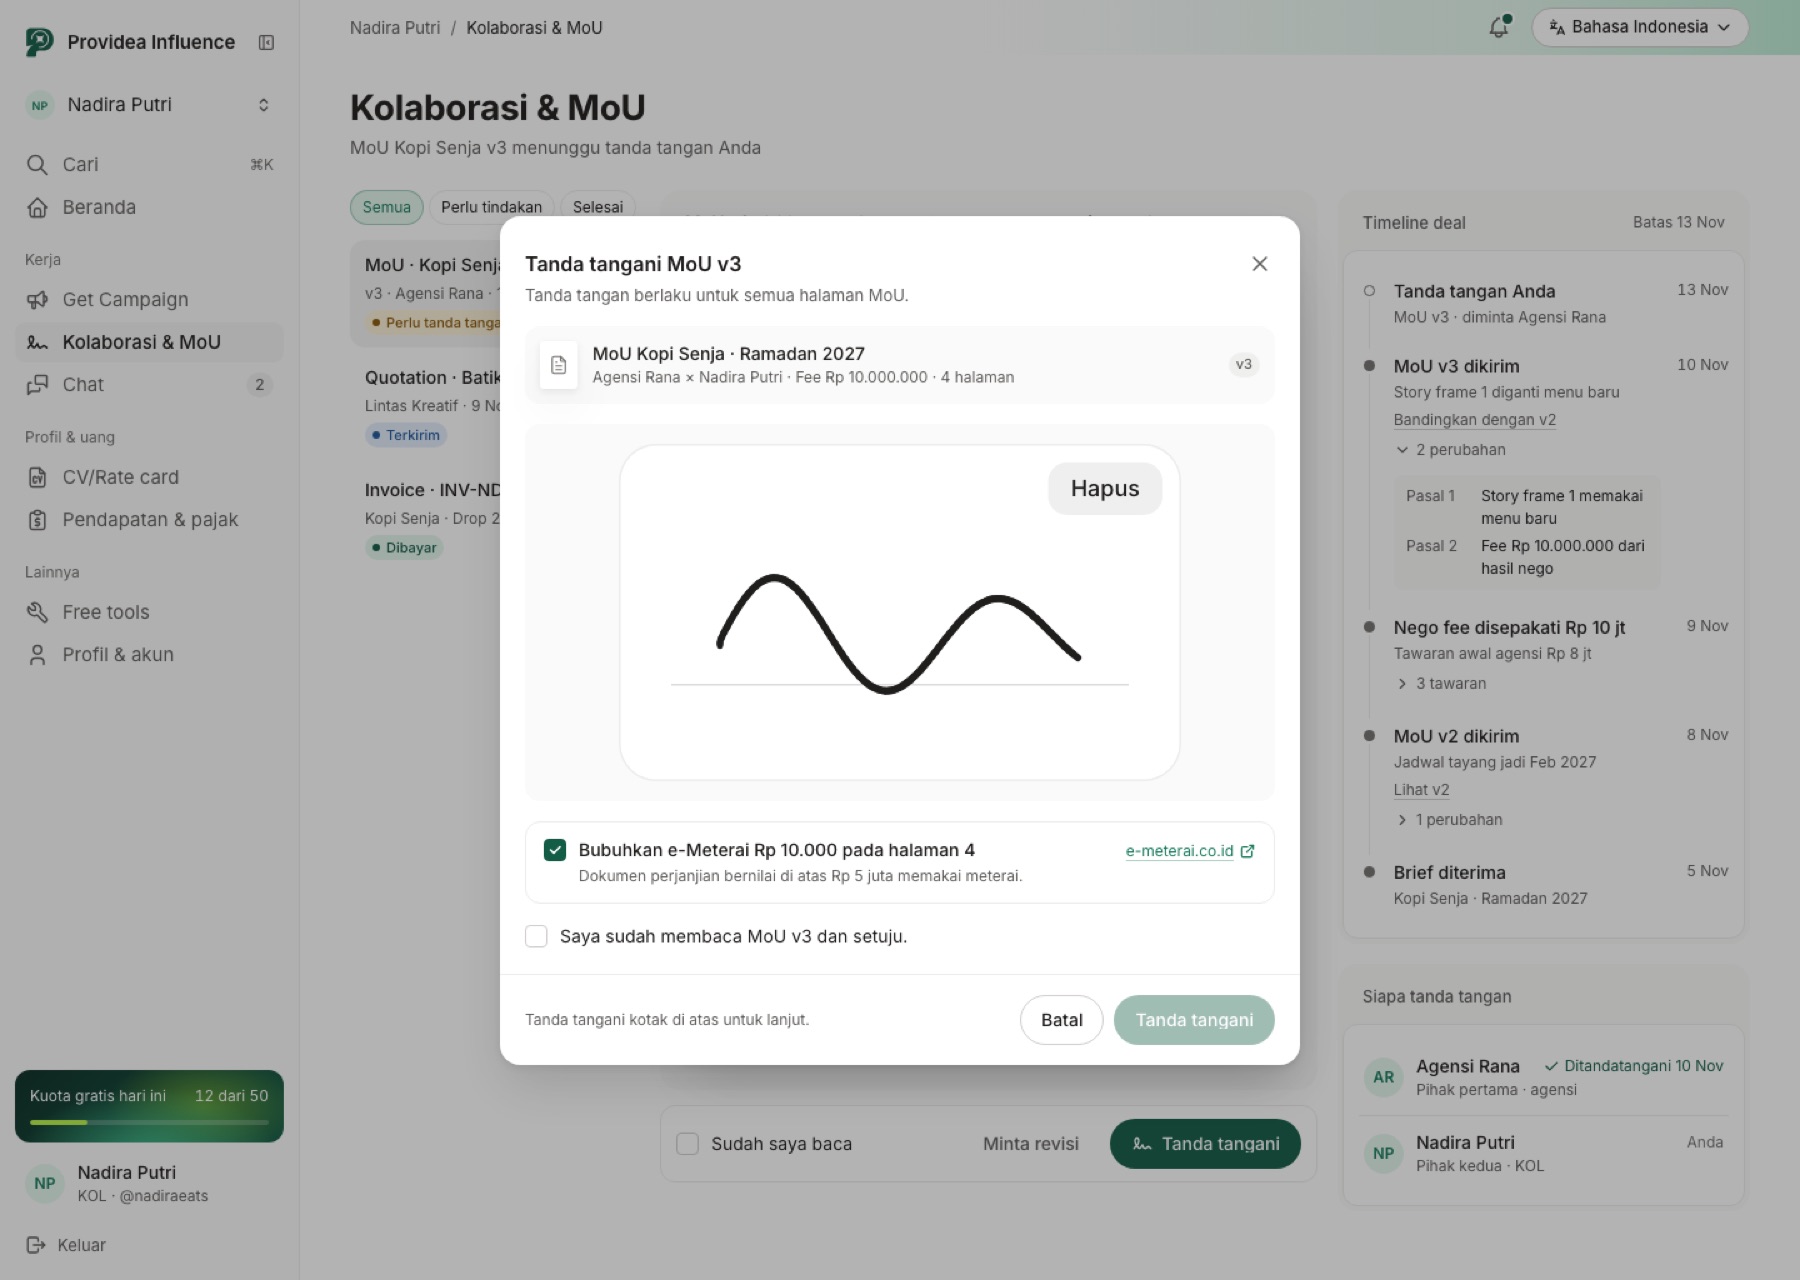 Providea Influence
NP Nadira Putri
Cari ⌘K
Beranda
Kerja
Get Campaign
Kolaborasi & MoU
Chat 2
Profil & uang
CV/Rate card
Pendapatan & pajak
Lainnya
Free tools
Profil & akun
Kuota gratis hari ini 12 dari 50
NP Nadira Putri
KOL · @nadiraeats
Keluar
Nadira Putri / Kolaborasi & MoU
Bahasa Indonesia
Kolaborasi & MoU
MoU Kopi Senja v3 menunggu tanda tangan Anda
Semua Perlu tindakan Selesai
MoU · Kopi Senj
v3 · Agensi Rana ·
Perlu tanda tanga
Quotation · Batik
Lintas Kreatif · 9 No
Terkirim
Invoice · INV-ND
Kopi Senja · Drop 2
Dibayar
Tanda tangani MoU v3
Tanda tangan berlaku untuk semua halaman MoU.
MoU Kopi Senja · Ramadan 2027
Agensi Rana × Nadira Putri · Fee Rp 10.000.000 · 4 halaman
v3
Hapus
Bubuhkan e-Meterai Rp 10.000 pada halaman 4
e-meterai.co.id
Dokumen perjanjian bernilai di atas Rp 5 juta memakai meterai.
Saya sudah membaca MoU v3 dan setuju.
Tanda tangani kotak di atas untuk lanjut.
Batal
Tanda tangani
Sudah saya baca
Minta revisi
Tanda tangani
Timeline deal Batas 13 Nov
Tanda tangan Anda 13 Nov
MoU v3 · diminta Agensi Rana
MoU v3 dikirim 10 Nov
Story frame 1 diganti menu baru
Bandingkan dengan v2
2 perubahan
Pasal 1 Story frame 1 memakai
menu baru
Pasal 2 Fee Rp 10.000.000 dari
hasil nego
Nego fee disepakati Rp 10 jt 9 Nov
Tawaran awal agensi Rp 8 jt
3 tawaran
MoU v2 dikirim 8 Nov
Jadwal tayang jadi Feb 2027
Lihat v2
1 perubahan
Brief diterima 5 Nov
Kopi Senja · Ramadan 2027
Siapa tanda tangan
AR Agensi Rana Ditandatangani 10 Nov
Pihak pertama · agensi
NP Nadira Putri Anda
Pihak kedua · KOL